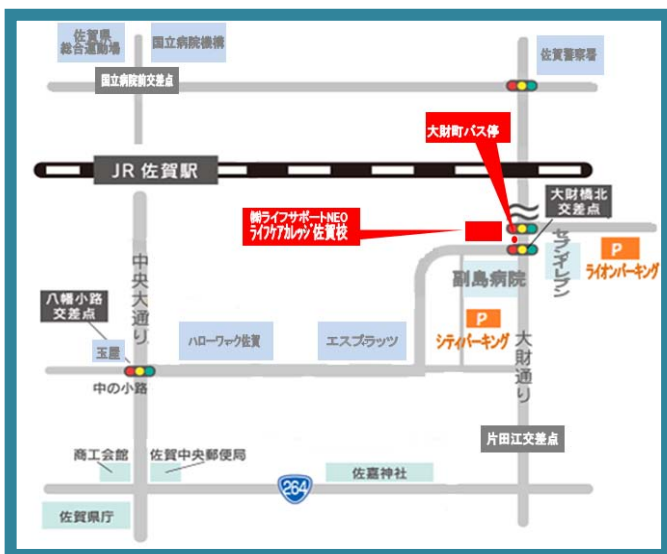 佐賀県
総合運動場
国立病院機構
佐賀警察署
国立病院前交差点
大財町バス停
JR 佐賀駅
大財橋北
交差点
㈱ライフサポートNEO
ライフケアカレッジ佐賀校
セブンイレブン
P
ライオンパーキング
副島病院
中央大通り
八幡小路
交差点
P
シティパーキング
大財通り
玉屋
ハローワーク佐賀
エスプラッツ
中の小路
片田江交差点
商工会館
佐賀中央郵便局
佐嘉神社
264
佐賀県庁